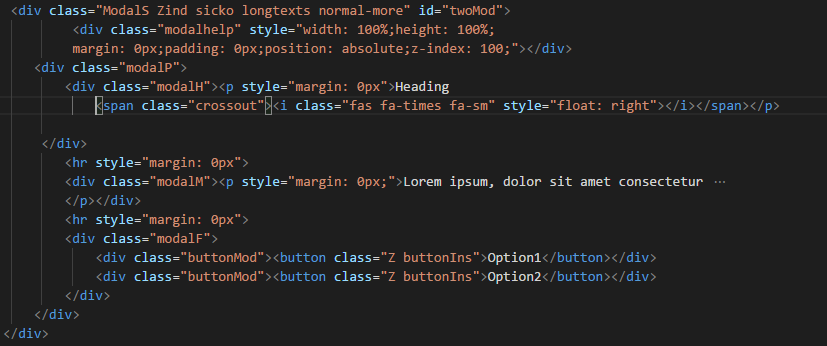 <div class="ModalS Zind sicko longtexts normal-more" id="twoMod">
<div class="modalhelp" style="width: 100%;height: 100%;
margin: 0px;padding: 0px;position: absolute;z-index: 100;"></div>
<div class="modalP">
<div class="modalH"><p style="margin: 0px">Heading
<span class="crossout"><i class="fas fa-times fa-sm" style="float: right"></i></span></p>
</div>
<hr style="margin: 0px">
<div class="modalM"><p style="margin: 0px;">Lorem ipsum, dolor sit amet consectetur ⋯
</p></div>
<hr style="margin: 0px">
<div class="modalF">
<div class="buttonMod"><button class="Z buttonIns">Option1</button></div>
<div class="buttonMod"><button class="Z buttonIns">Option2</button></div>
</div>
</div>
</div>